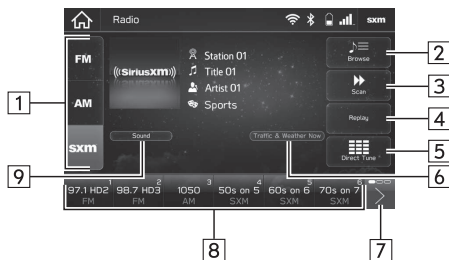 Radio
sxm
FM
AM
sxm
((SiriusXM))
Station 01
Title 01
Artist 01
Sports
Browse
Scan
Replay
Direct Tune
Sound
Traffic & Weather Now
1 2 3 4 5 6
97.1 HD2 98.7 HD3 1050 50s on 5 60s on 6 70s on 7
FM FM AM SXM SXM SXM
1
2
3
4
5
6
7
8
9